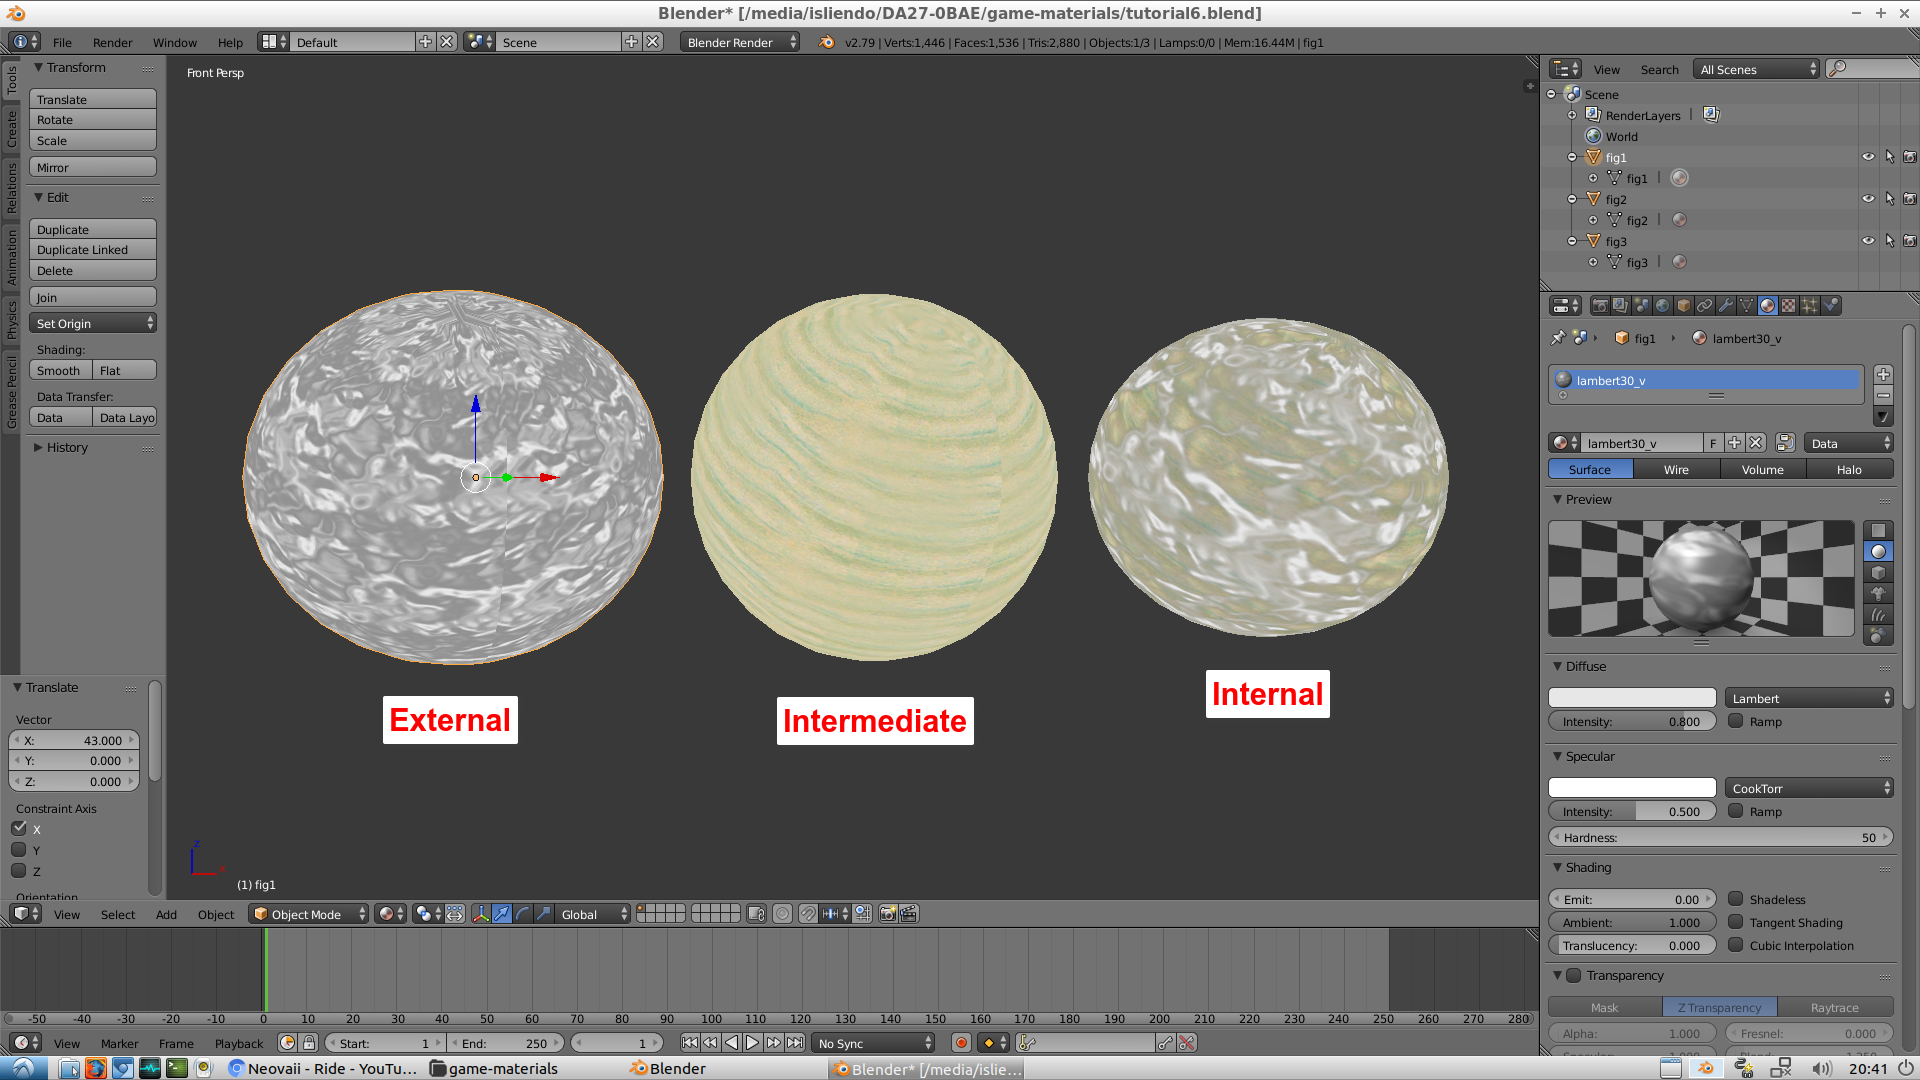 Blender* [/media/isliendo/DA27-0BAE/game-materials/tutorial6.blend]
File Render Window Help Default Scene Blender Render v2.79 | Verts:1,446 | Faces:1,536 | Tris:2,880 | Objects:1/3 | Lamps:0/0 | Mem:16.44M | fig1
Tools
Create
Relations
Animation
Physics
Grease Pencil
Transform
Translate
Rotate
Scale
Mirror
Edit
Duplicate
Duplicate Linked
Delete
Join
Set Origin
Shading:
Smooth Flat
Data Transfer:
Data Data Layo
History
Translate
Vector
X: 43.000
Y: 0.000
Z: 0.000
Constraint Axis
X
Y
Z
Orientation
Front Persp
External
Intermediate
Internal
z
x
(1) fig1
View Select Add Object Object Mode Global
-50 -40 -30 -20 -10 0 10 20 30 40 50 60 70 80 90 100 110 120 130 140 150 160 170 180 190 200 210 220 230 240 250 260 270 280
View Marker Frame Playback Start: 1 End: 250 1 No Sync
View Search All Scenes
Scene
RenderLayers |
World
fig1
fig1 |
fig2
fig2 |
fig3
fig3 |
fig1 lambert30_v
lambert30_v
lambert30_v F Data
Surface Wire Volume Halo
Preview
Diffuse
Lambert
Intensity: 0.800 Ramp
Specular
CookTorr
Intensity: 0.500 Ramp
Hardness: 50
Shading
Emit: 0.00 Shadeless
Ambient: 1.000 Tangent Shading
Translucency: 0.000 Cubic Interpolation
Transparency
Mask Z Transparency Raytrace
Alpha: 1.000 Fresnel: 0.000
Neovaii - Ride - YouTu... game-materials Blender Blender* [/media/islie... 20:41